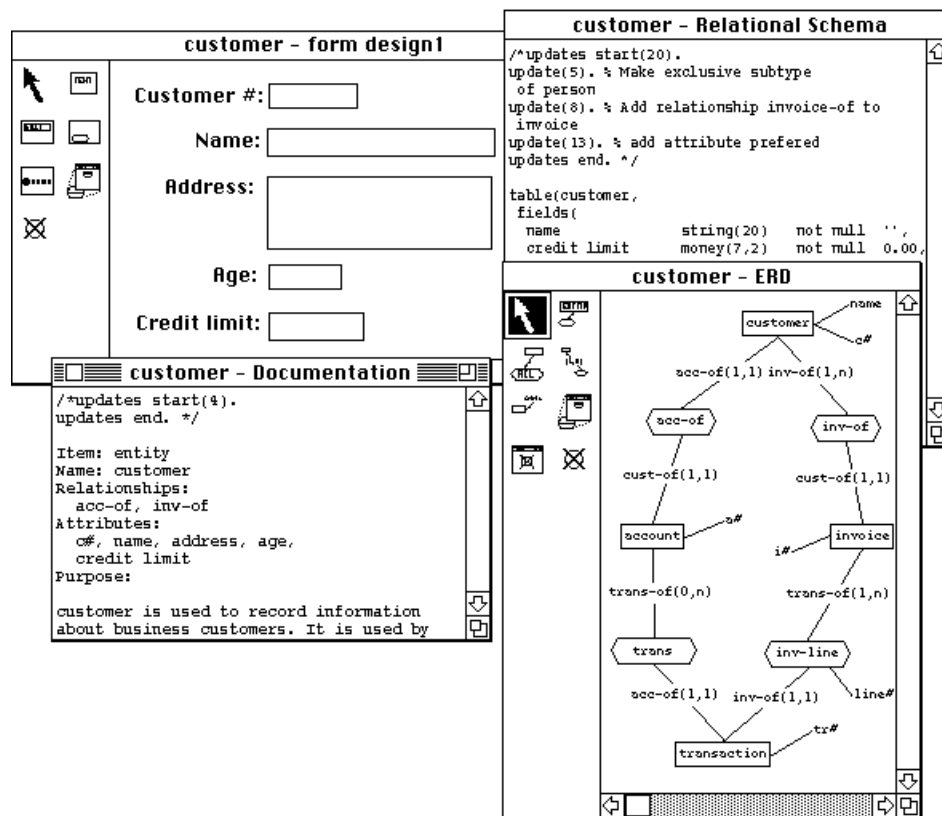 customer - form design1
Customer #:
Name:
Address:
Age:
Credit limit:
customer - Relational Schema
/*updates start(20).
update(5). % Make exclusive subtype
of person
update(8). % Add relationship invoice-of to
invoice
update(13). % add attribute prefered
updates end. */
table(customer,
fields(
name string(20) not null '',
credit limit money(7,2) not null 0.00,
customer - Documentation
/*updates start(4).
updates end. */
Item: entity
Name: customer
Relationships:
acc-of, inv-of
Attributes:
c#, name, address, age,
credit limit
Purpose:
customer is used to record information
about business customers. It is used by
customer - ERD
name
customer
c#
acc-of(1,1) inv-of(1,n)
acc-of
inv-of
cust-of(1,1) cust-of(1,1)
a#
account
invoice
i#
trans-of(0,n) trans-of(1,n)
trans
inv-line
acc-of(1,1) inv-of(1,1)
line#
tr#
transaction